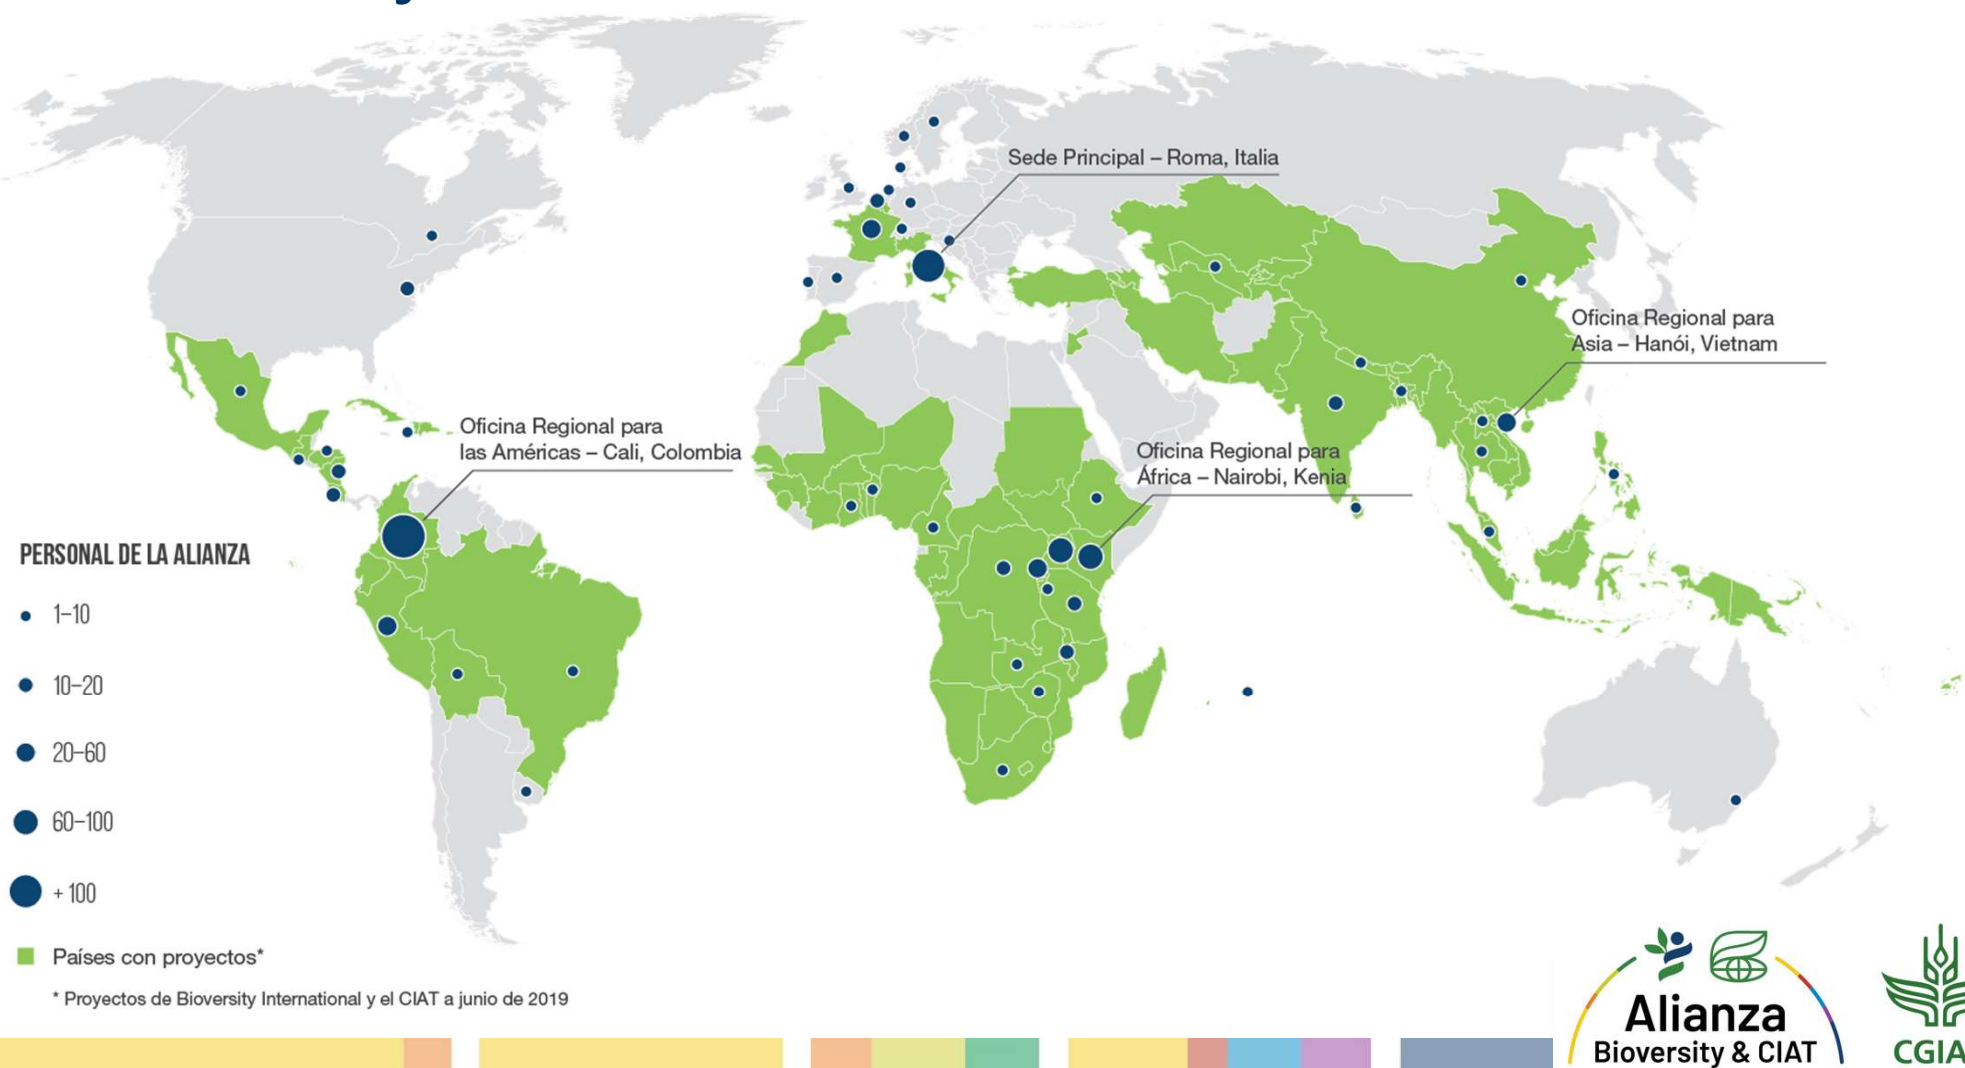 Sede Principal – Roma, Italia
Oficina Regional para
Asia – Hanói, Vietnam
Oficina Regional para
las Américas – Cali, Colombia
Oficina Regional para
África – Nairobi, Kenia
PERSONAL DE LA ALIANZA
1–10
10–20
20–60
60–100
+ 100
Países con proyectos*
* Proyectos de Bioversity International y el CIAT a junio de 2019
Alianza
Bioversity & CIAT